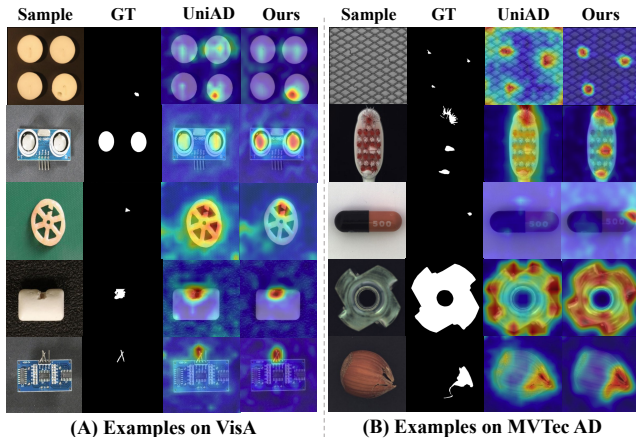 Sample GT UniAD Ours
Sample GT UniAD Ours
500
(A) Examples on VisA
(B) Examples on MVTec AD